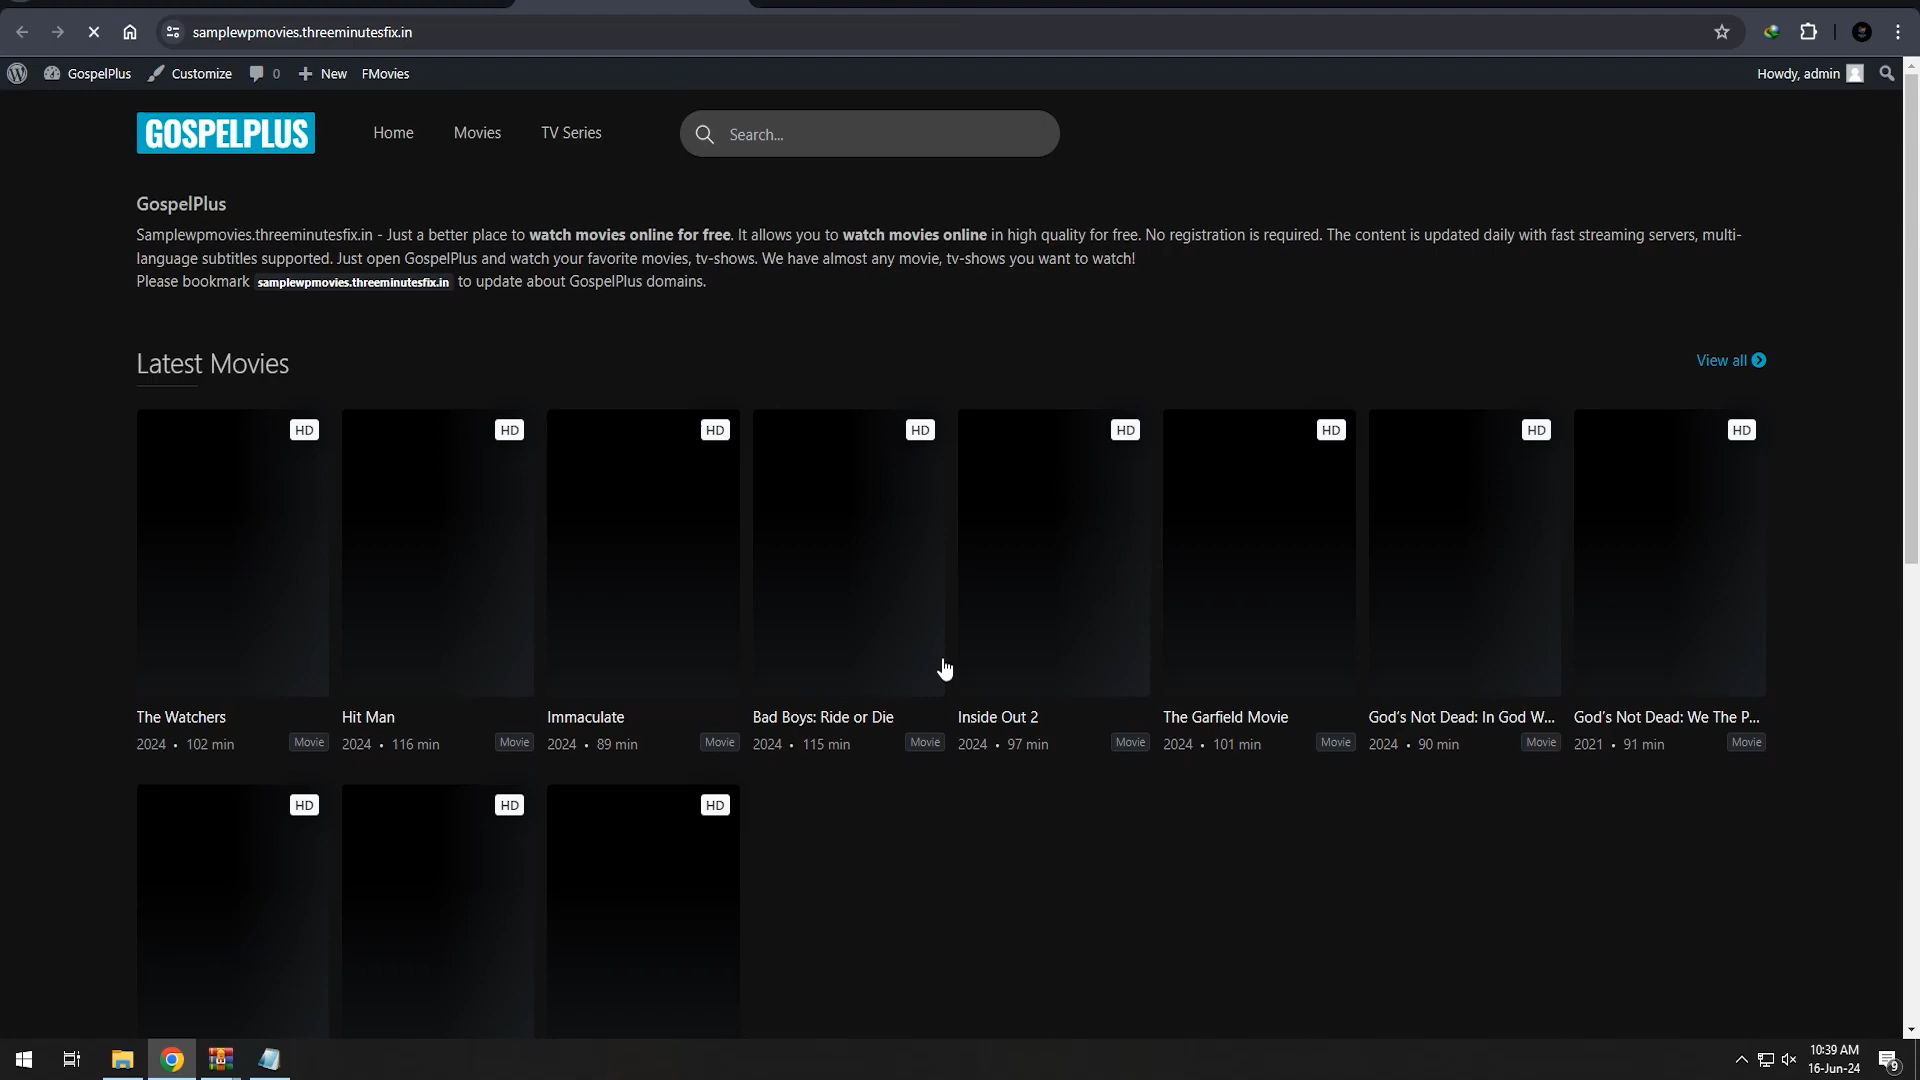 samplewpmovies.threeminutesfix.in
GospelPlus Customize 0 New FMovies Howdy, admin
GOSPELPLUS Home Movies TV Series Search...
GospelPlus
Samplewpmovies.threeminutesfix.in - Just a better place to watch movies online for free. It allows you to watch movies online in high quality for free. No registration is required. The content is updated daily with fast streaming servers, multi-
language subtitles supported. Just open GospelPlus and watch your favorite movies, tv-shows. We have almost any movie, tv-shows you want to watch!
Please bookmark samplewpmovies.threeminutesfix.in to update about GospelPlus domains.
Latest Movies View all
HD HD HD HD HD HD HD HD
The Watchers Hit Man Immaculate Bad Boys: Ride or Die Inside Out 2 The Garfield Movie God's Not Dead: In God W... God's Not Dead: We The P...
2024 • 102 min Movie 2024 • 116 min Movie 2024 • 89 min Movie 2024 • 115 min Movie 2024 • 97 min Movie 2024 • 101 min Movie 2024 • 90 min Movie 2021 • 91 min Movie
HD HD HD
10:39 AM
16-Jun-24
9